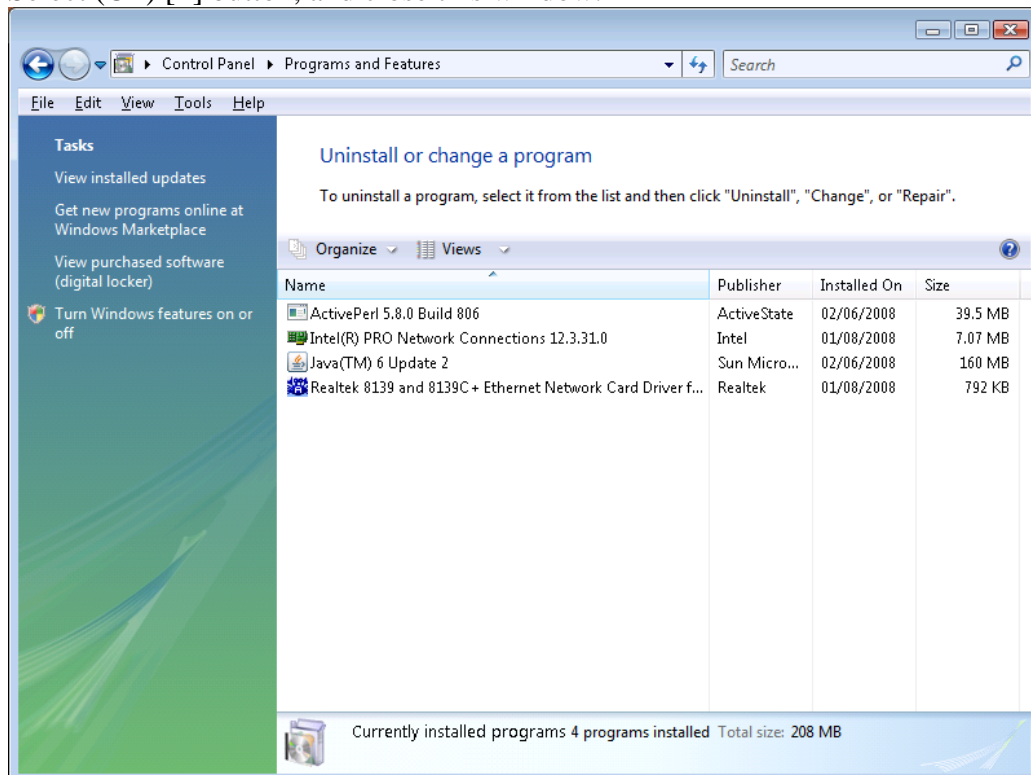 Control Panel ▸ Programs and Features
Search
File Edit View Tools Help
Tasks
View installed updates
Get new programs online at
Windows Marketplace
View purchased software
(digital locker)
Turn Windows features on or
off
Uninstall or change a program
To uninstall a program, select it from the list and then click "Uninstall", "Change", or "Repair".
Organize Views
Name Publisher Installed On Size
ActivePerl 5.8.0 Build 806 ActiveState 02/06/2008 39.5 MB
Intel(R) PRO Network Connections 12.3.31.0 Intel 01/08/2008 7.07 MB
Java(TM) 6 Update 2 Sun Micro... 02/06/2008 160 MB
Realtek 8139 and 8139C+ Ethernet Network Card Driver f... Realtek 01/08/2008 792 KB
Currently installed programs 4 programs installed Total size: 208 MB